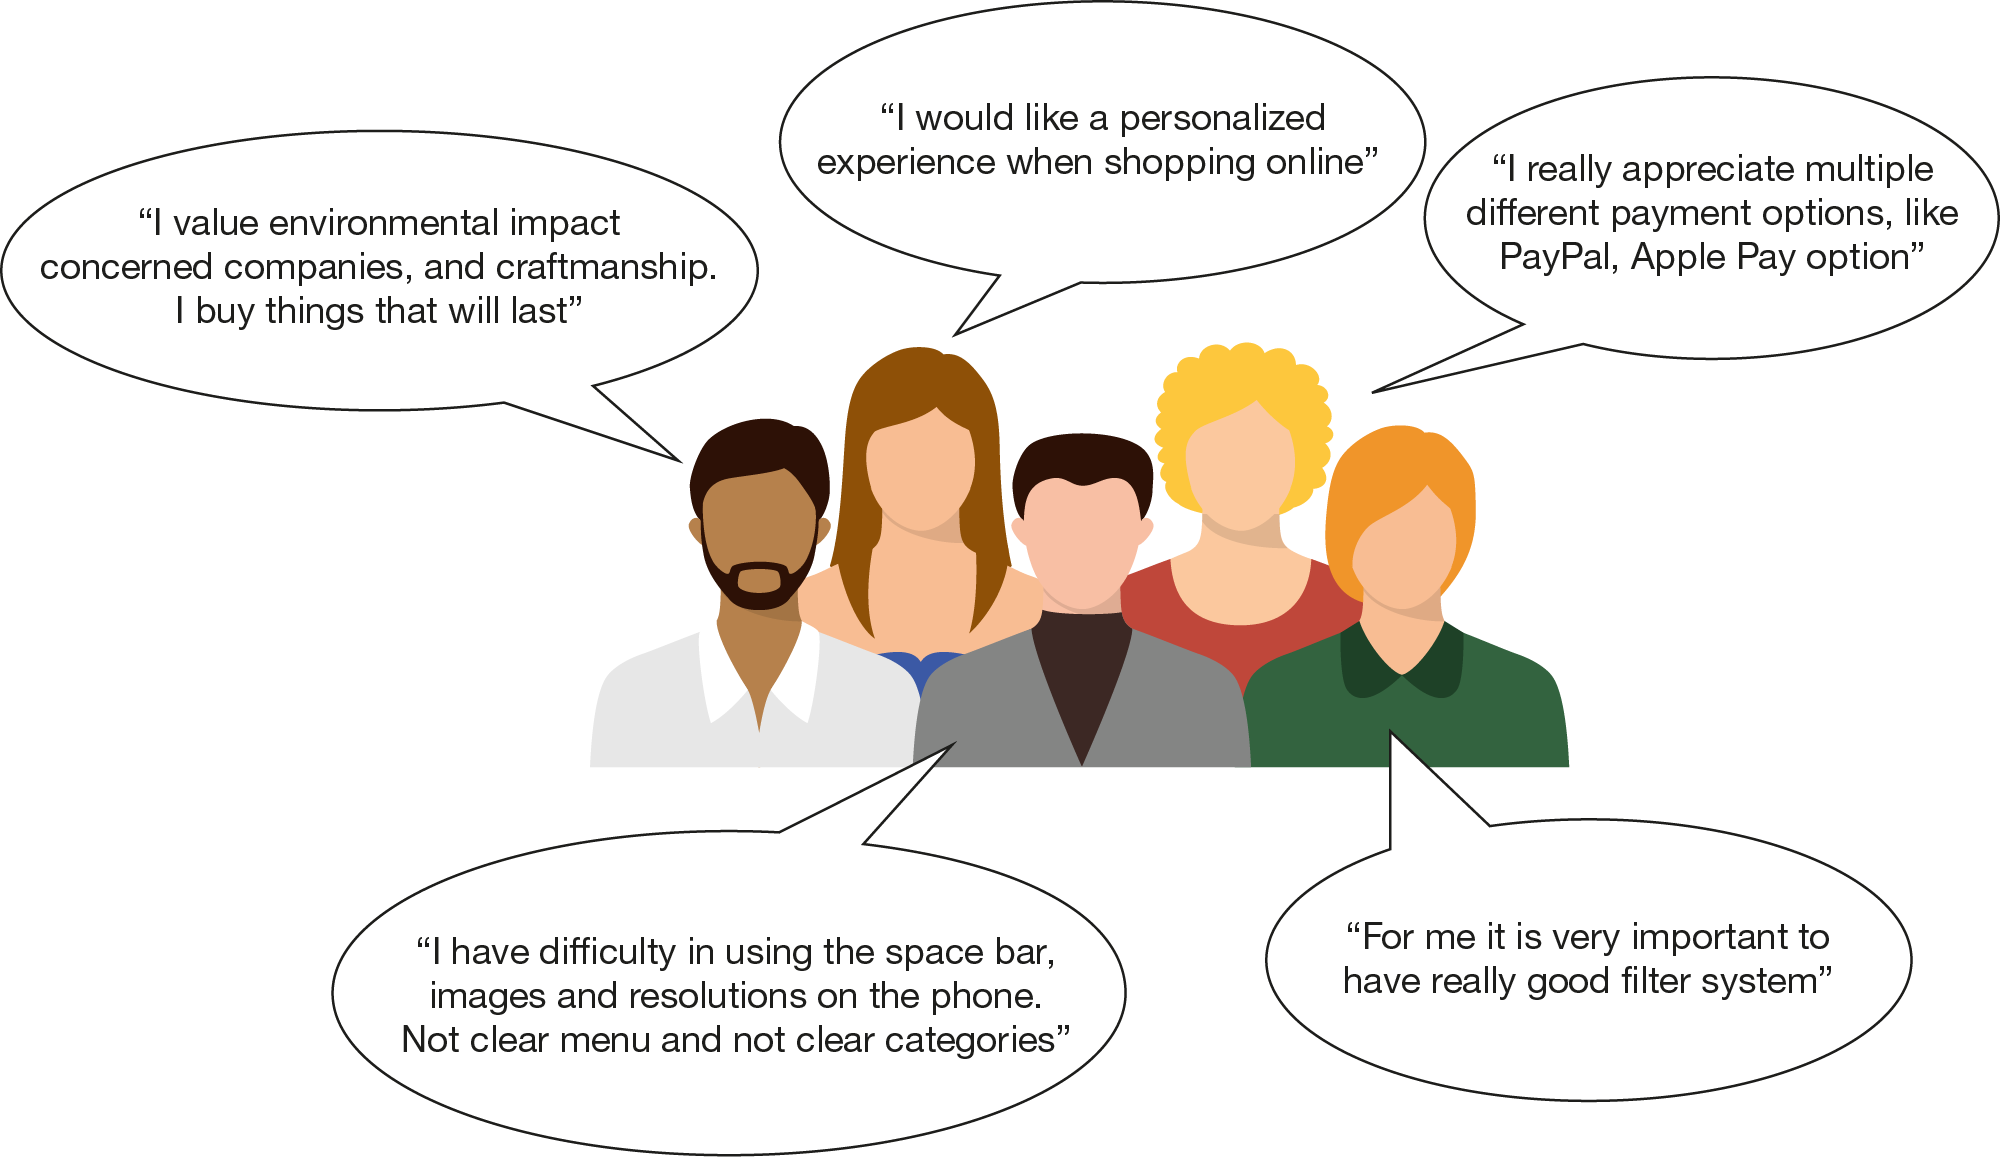 “I would like a personalized
experience when shopping online”
“I really appreciate multiple
different payment options, like
PayPal, Apple Pay option”
“I value environmental impact
concerned companies, and craftmanship.
I buy things that will last”
“I have difficulty in using the space bar,
images and resolutions on the phone.
Not clear menu and not clear categories”
“For me it is very important to
have really good filter system”